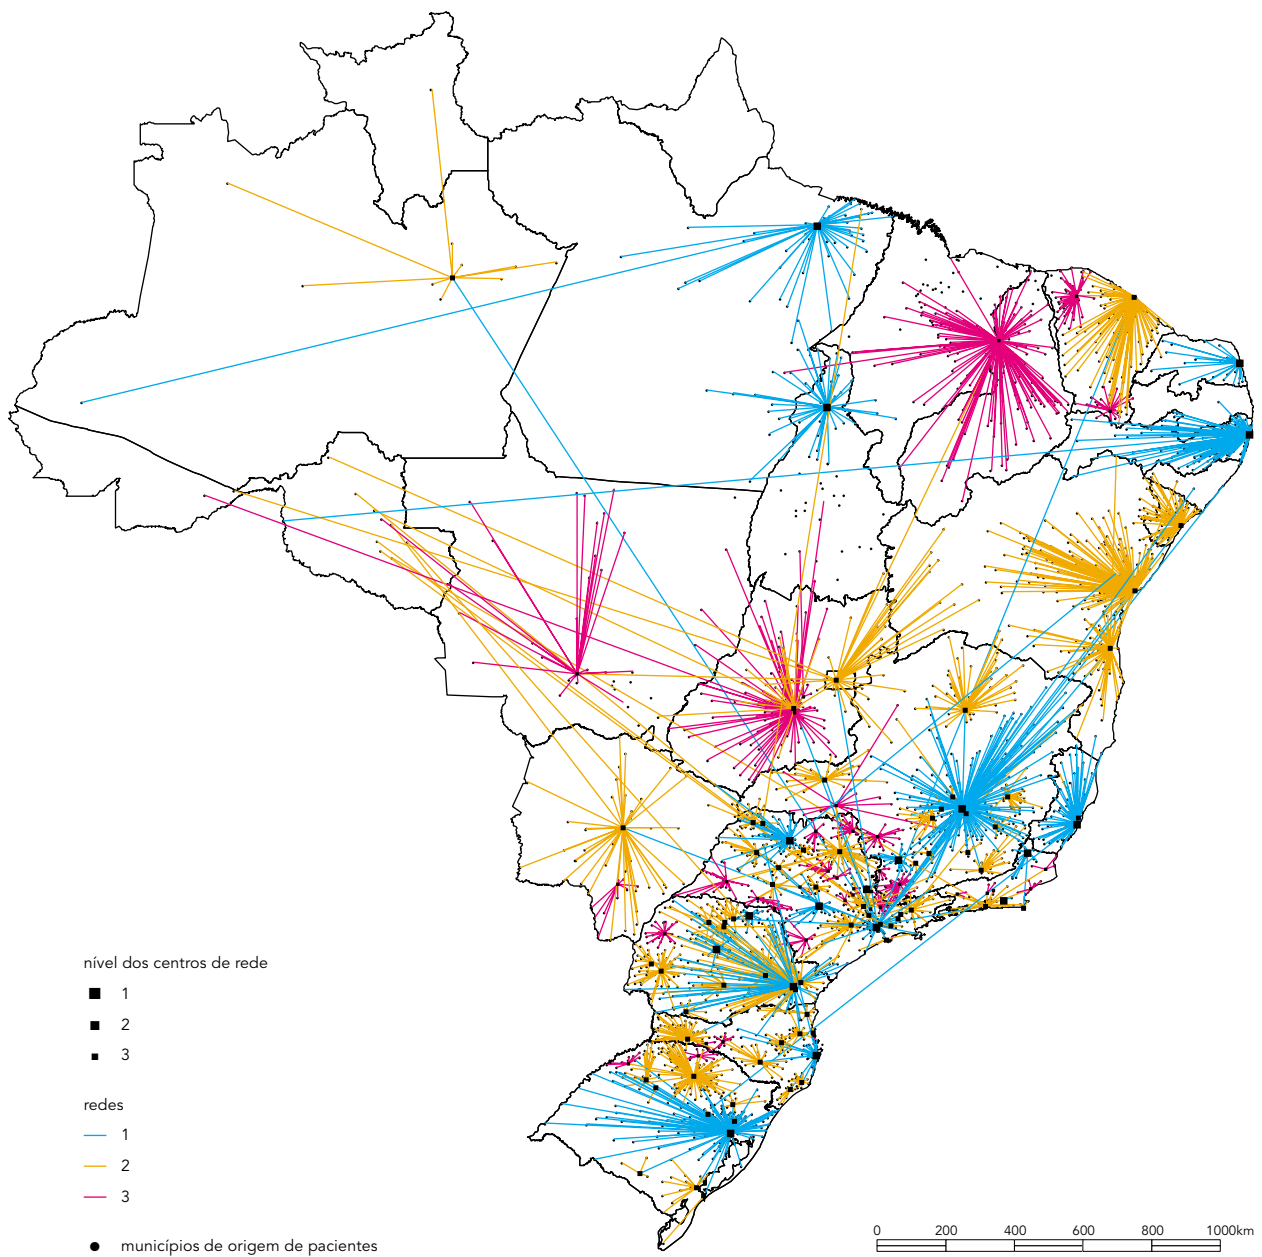 nível dos centros de rede
1
2
3
redes
1
2
3
municípios de origem de pacientes
0 200 400 600 800 1000km